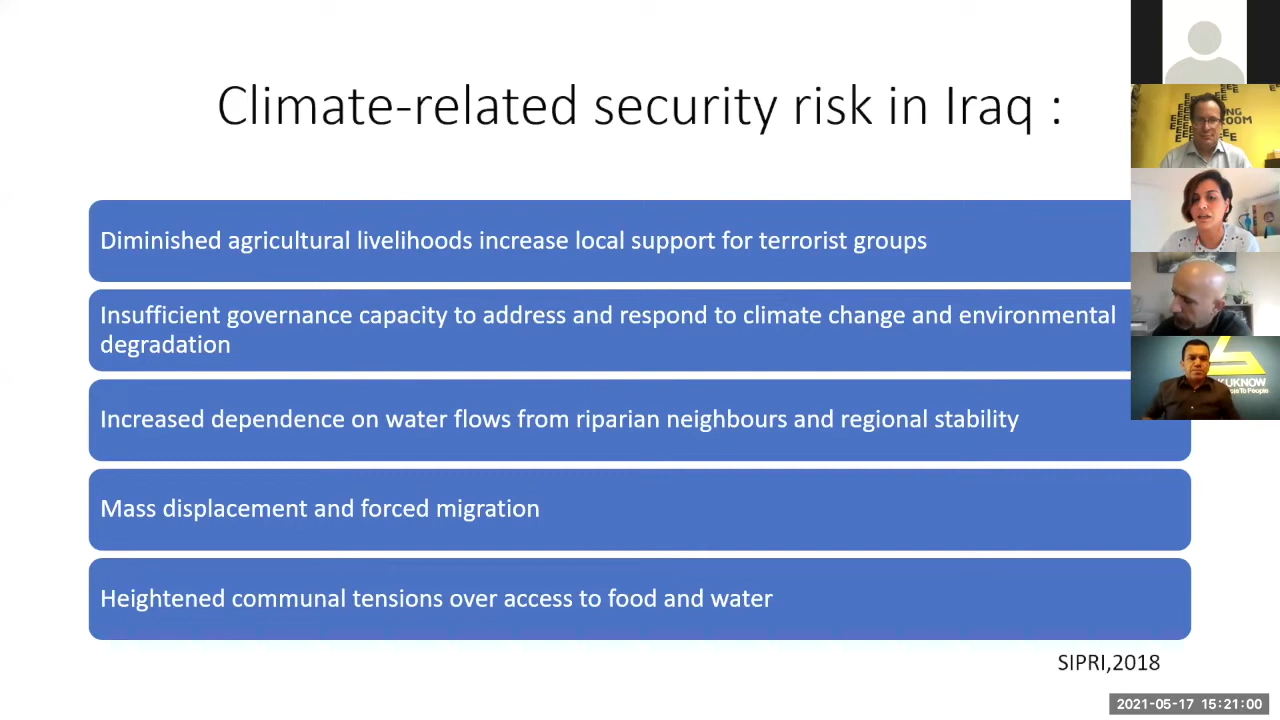 Climate-related security risk in Iraq :
Diminished agricultural livelihoods increase local support for terrorist groups
Insufficient governance capacity to address and respond to climate change and environmental
degradation
Increased dependence on water flows from riparian neighbours and regional stability
Mass displacement and forced migration
Heightened communal tensions over access to food and water
SIPRI,2018
UKNOW
To People
2021-05-17 15:21:00